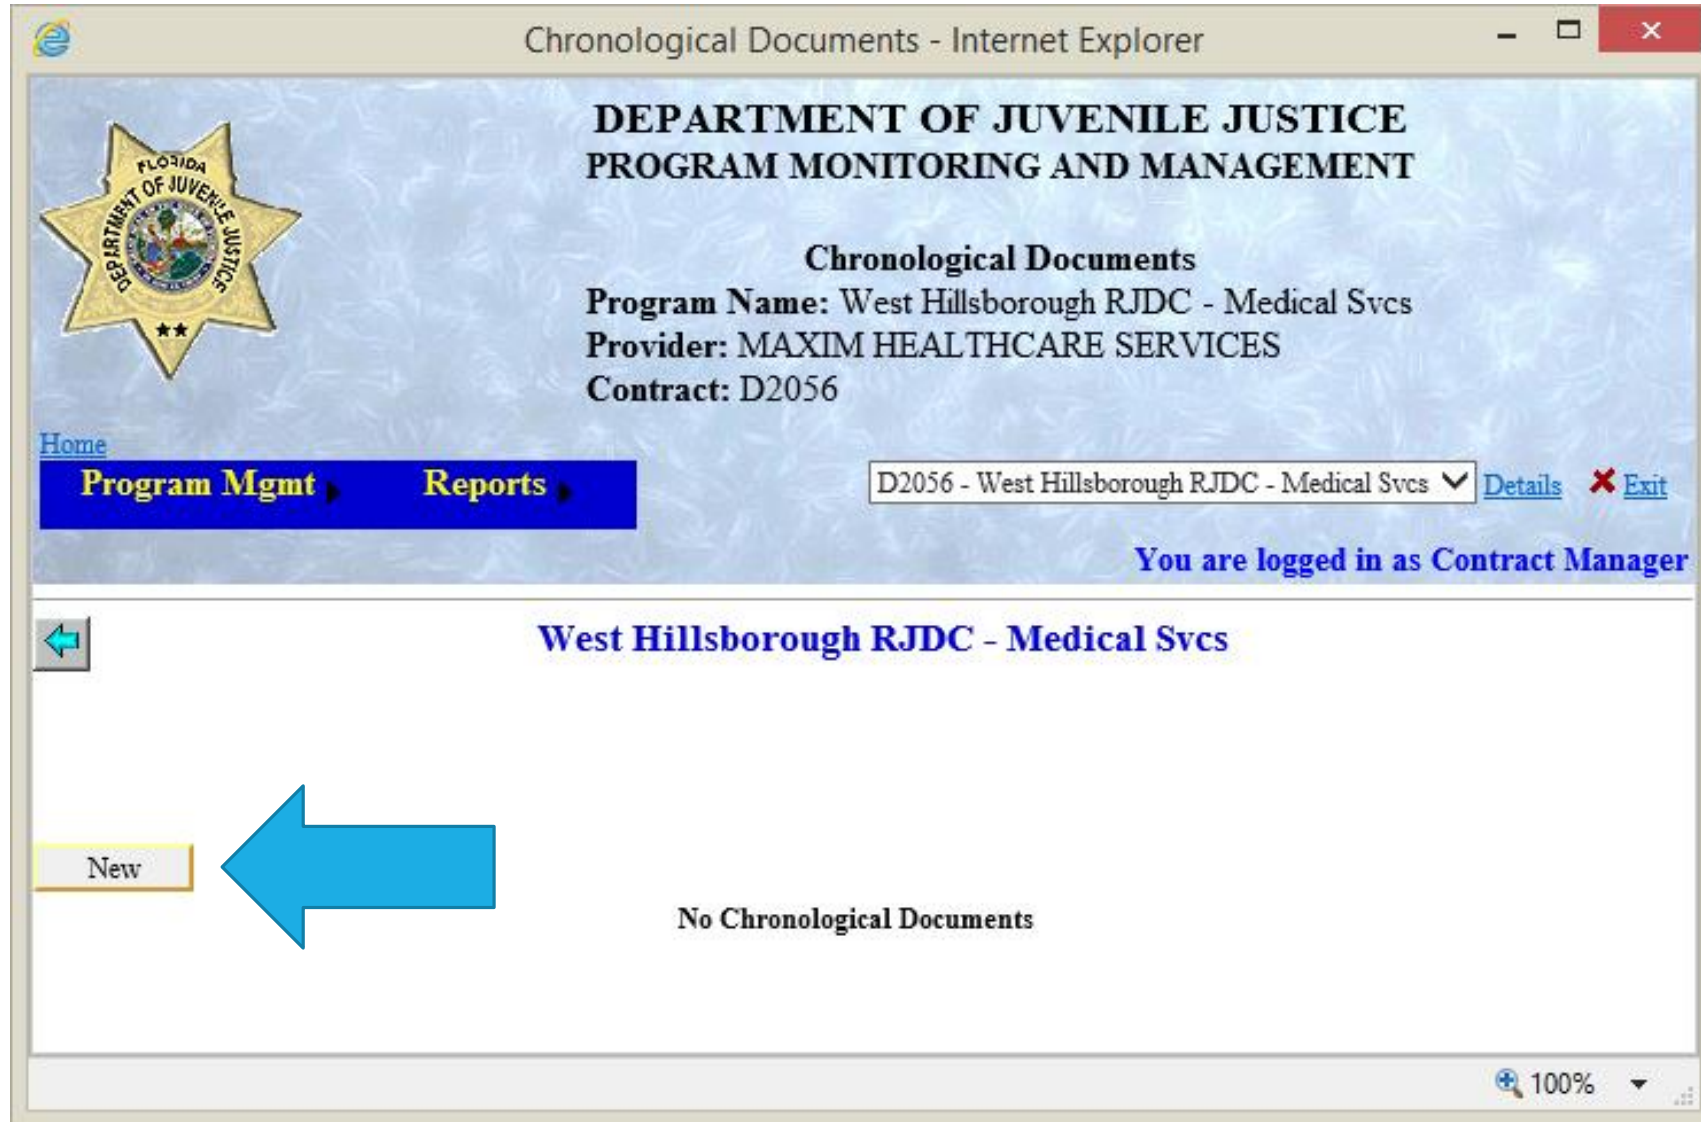 Chronological Documents - Internet Explorer
DEPARTMENT OF JUVENILE JUSTICE
PROGRAM MONITORING AND MANAGEMENT
FLORIDA
DEPARTMENT OF JUVENILE JUSTICE
Chronological Documents
Program Name: West Hillsborough RJDC - Medical Svcs
Provider: MAXIM HEALTHCARE SERVICES
Contract: D2056
Home
Program Mgmt Reports
D2056 - West Hillsborough RJDC - Medical Svcs Details Exit
You are logged in as Contract Manager
West Hillsborough RJDC - Medical Svcs
New
No Chronological Documents
100%